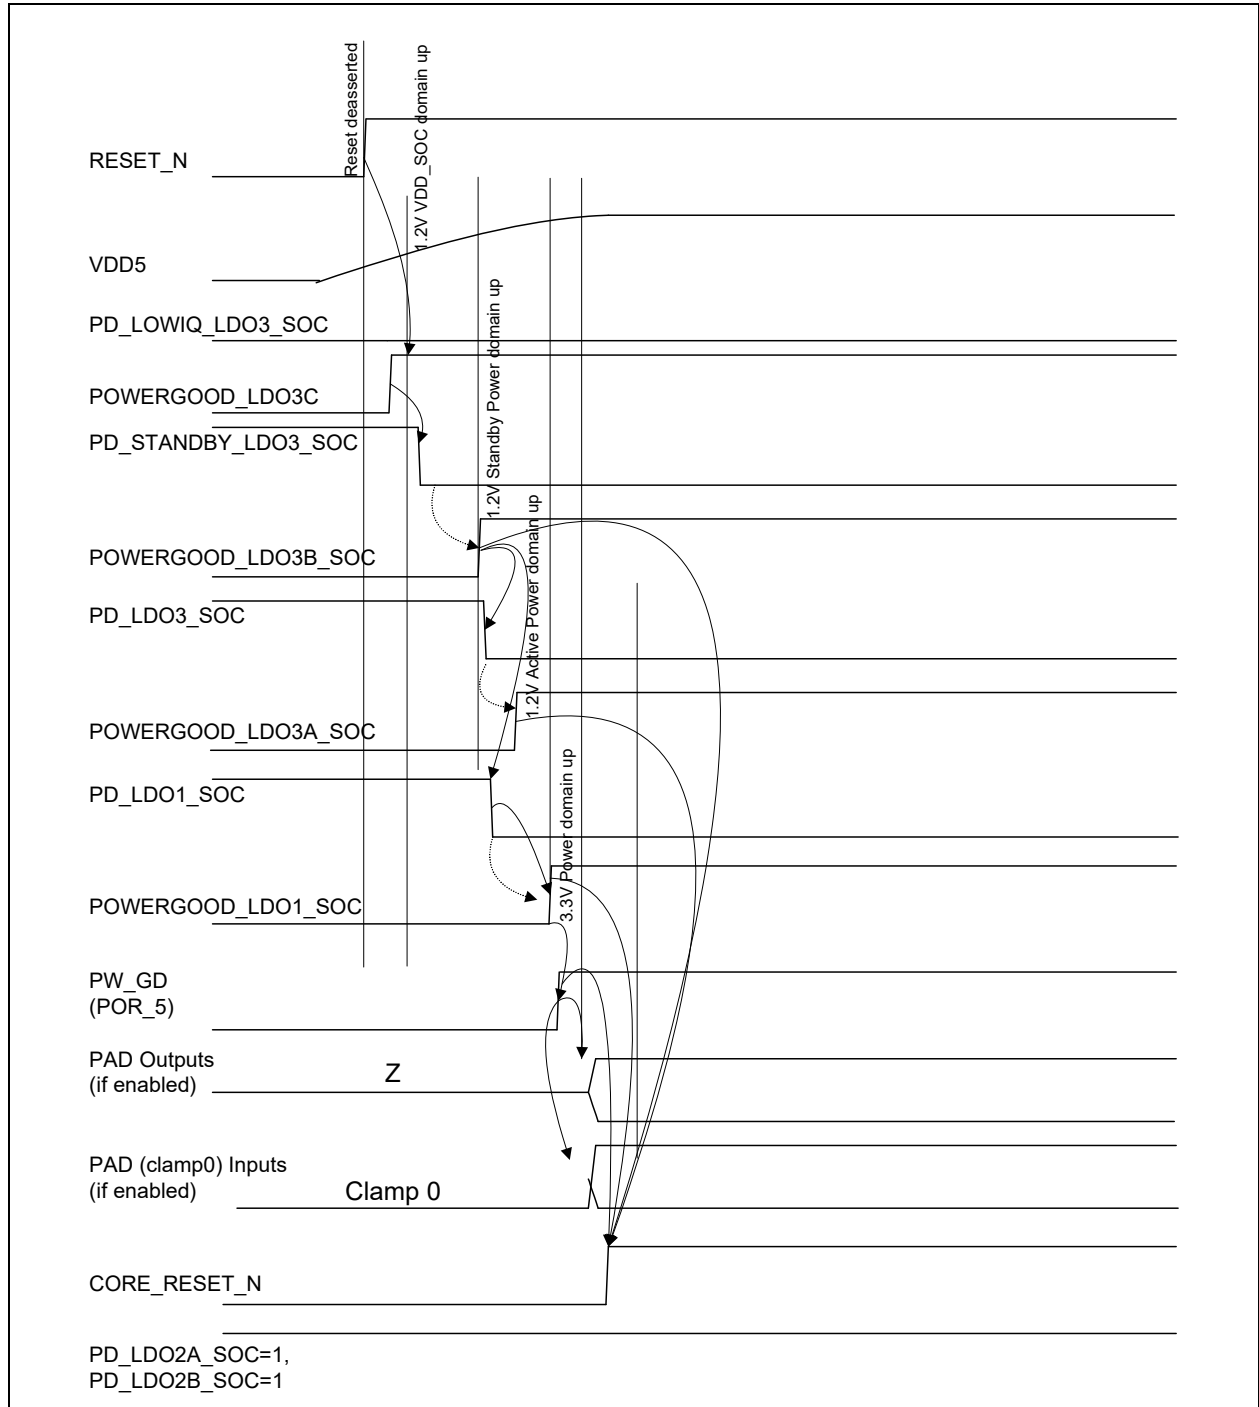 Reset deasserted
1.2V VDD_SOC domain up
RESET_N
VDD5
PD_LOWIQ_LDO3_SOC
1.2V Standby Power domain up
POWERGOOD_LDO3C
PD_STANDBY_LDO3_SOC
1.2V Active Power domain up
POWERGOOD_LDO3B_SOC
PD_LDO3_SOC
POWERGOOD_LDO3A_SOC
3.3V Power domain up
PD_LDO1_SOC
POWERGOOD_LDO1_SOC
PW_GD
(POR_5)
PAD Outputs
(if enabled)
Z
PAD (clamp0) Inputs
(if enabled)
Clamp 0
CORE_RESET_N
PD_LDO2A_SOC=1,
PD_LDO2B_SOC=1